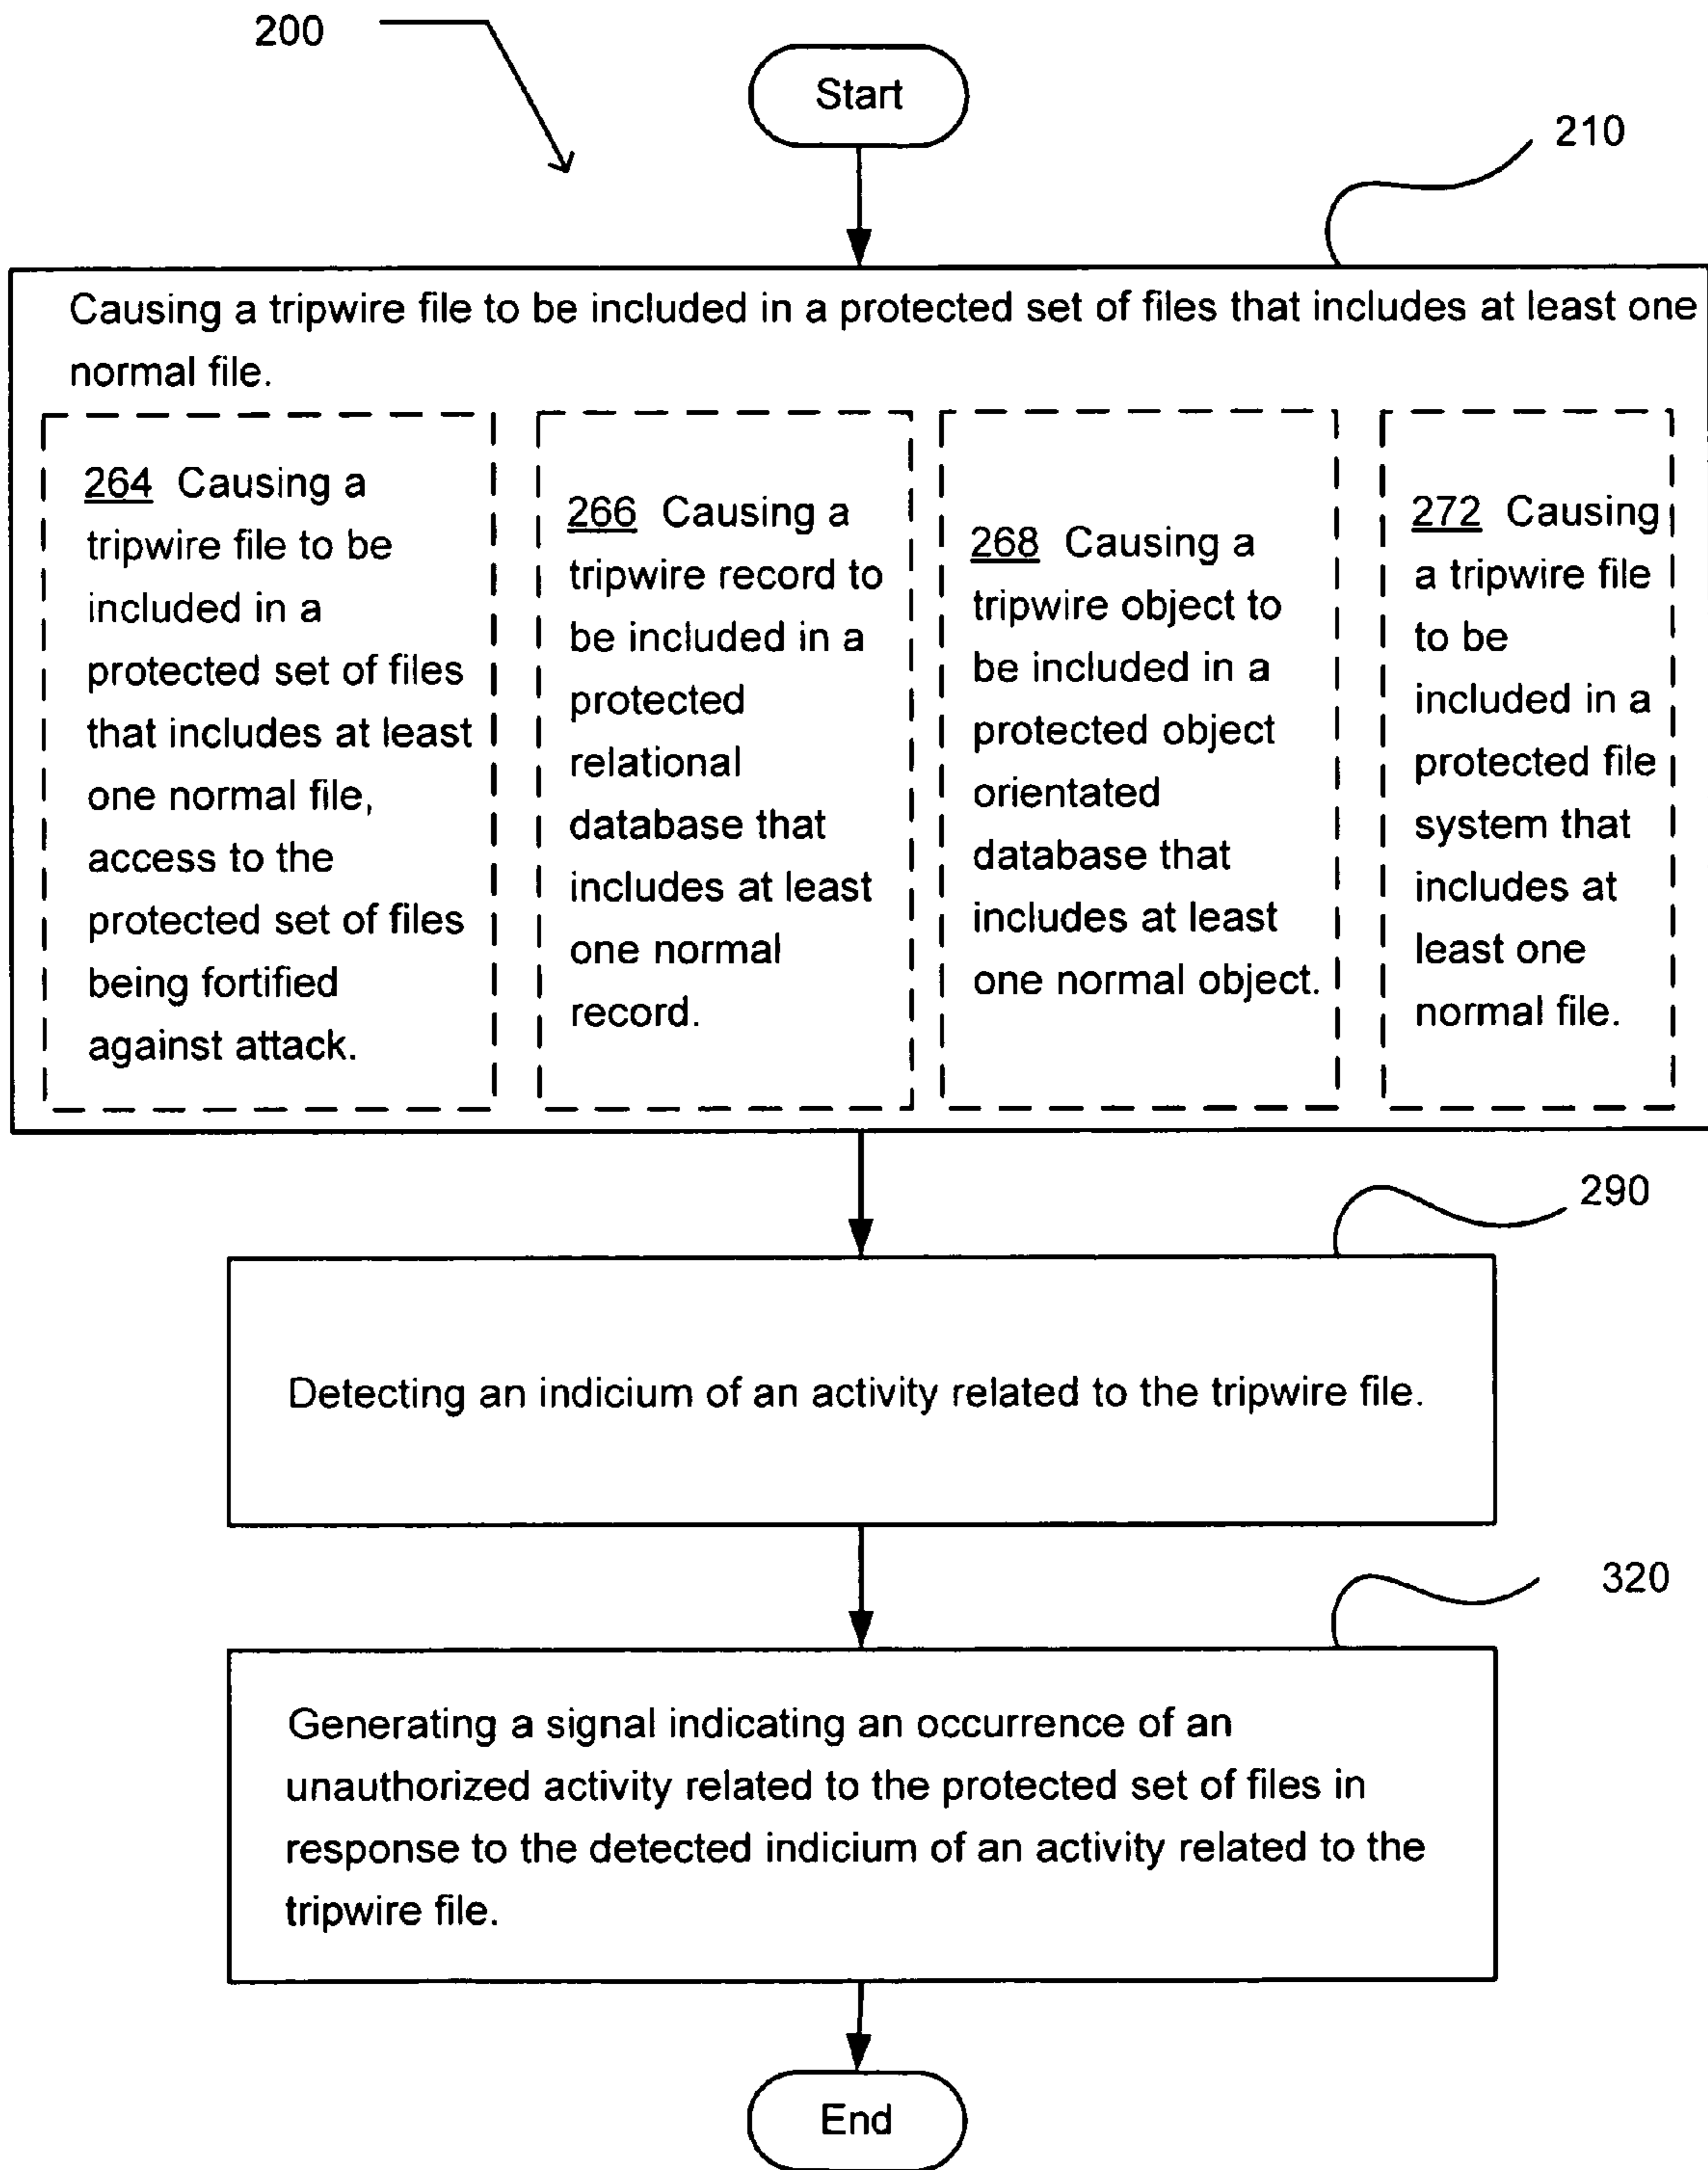 200
Start
210
Causing a tripwire file to be included in a protected set of files that includes at least one
normal file.
264 Causing a
tripwire file to be
included in a
protected set of files
that includes at least
one normal file,
access to the
protected set of files
being fortified
against attack.
266 Causing a
tripwire record to
be included in a
protected
relational
database that
includes at least
one normal
record.
268 Causing a
tripwire object to
be included in a
protected object
orientated
database that
includes at least
one normal object.
272 Causing
a tripwire file
to be
included in a
protected file
system that
includes at
least one
normal file.
290
Detecting an indicium of an activity related to the tripwire file.
320
Generating a signal indicating an occurrence of an
unauthorized activity related to the protected set of files in
response to the detected indicium of an activity related to the
tripwire file.
End